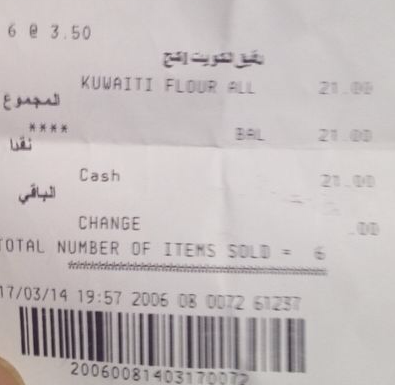 6 @ 3.50
دقيق الكويت
KUWAITI FLOUR ALL 21.00
المجموع
**** BAL 21.00
نقدا
Cash 21.00
الباقي
CHANGE .00
TOTAL NUMBER OF ITEMS SOLD = 6
17/03/14 19:57 2006 08 0072 61237
20060081403170072